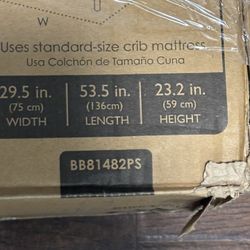 Uses standard-size crib mattress
Usa Colchón de Tamaño Cuna
29.5 in. 53.5 in. 23.2 in.
(75 cm) (136cm) (59 cm)
WIDTH LENGTH HEIGHT
BB81482PS